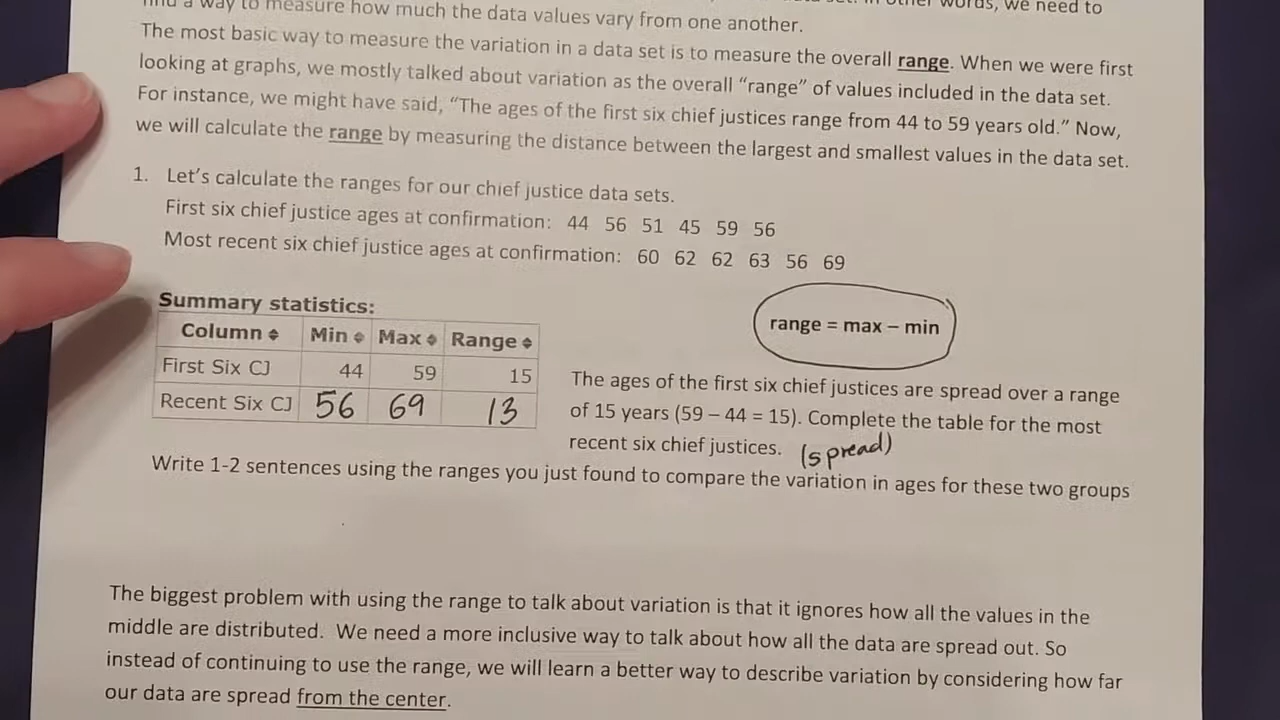 find a way to measure how much the data values vary from one another.
The most basic way to measure the variation in a data set is to measure the overall range. When we were first
looking at graphs, we mostly talked about variation as the overall “range” of values included in the data set.
For instance, we might have said, “The ages of the first six chief justices range from 44 to 59 years old.” Now,
we will calculate the range by measuring the distance between the largest and smallest values in the data set.
1. Let’s calculate the ranges for our chief justice data sets.
First six chief justice ages at confirmation: 44 56 51 45 59 56
Most recent six chief justice ages at confirmation: 60 62 62 63 56 69
Summary statistics:
Column Min Max Range
First Six CJ 44 59 15
Recent Six CJ 56 69 13
range = max – min
The ages of the first six chief justices are spread over a range
of 15 years (59 – 44 = 15). Complete the table for the most
recent six chief justices. (spread)
Write 1-2 sentences using the ranges you just found to compare the variation in ages for these two groups
The biggest problem with using the range to talk about variation is that it ignores how all the values in the
middle are distributed. We need a more inclusive way to talk about how all the data are spread out. So
instead of continuing to use the range, we will learn a better way to describe variation by considering how far
our data are spread from the center.